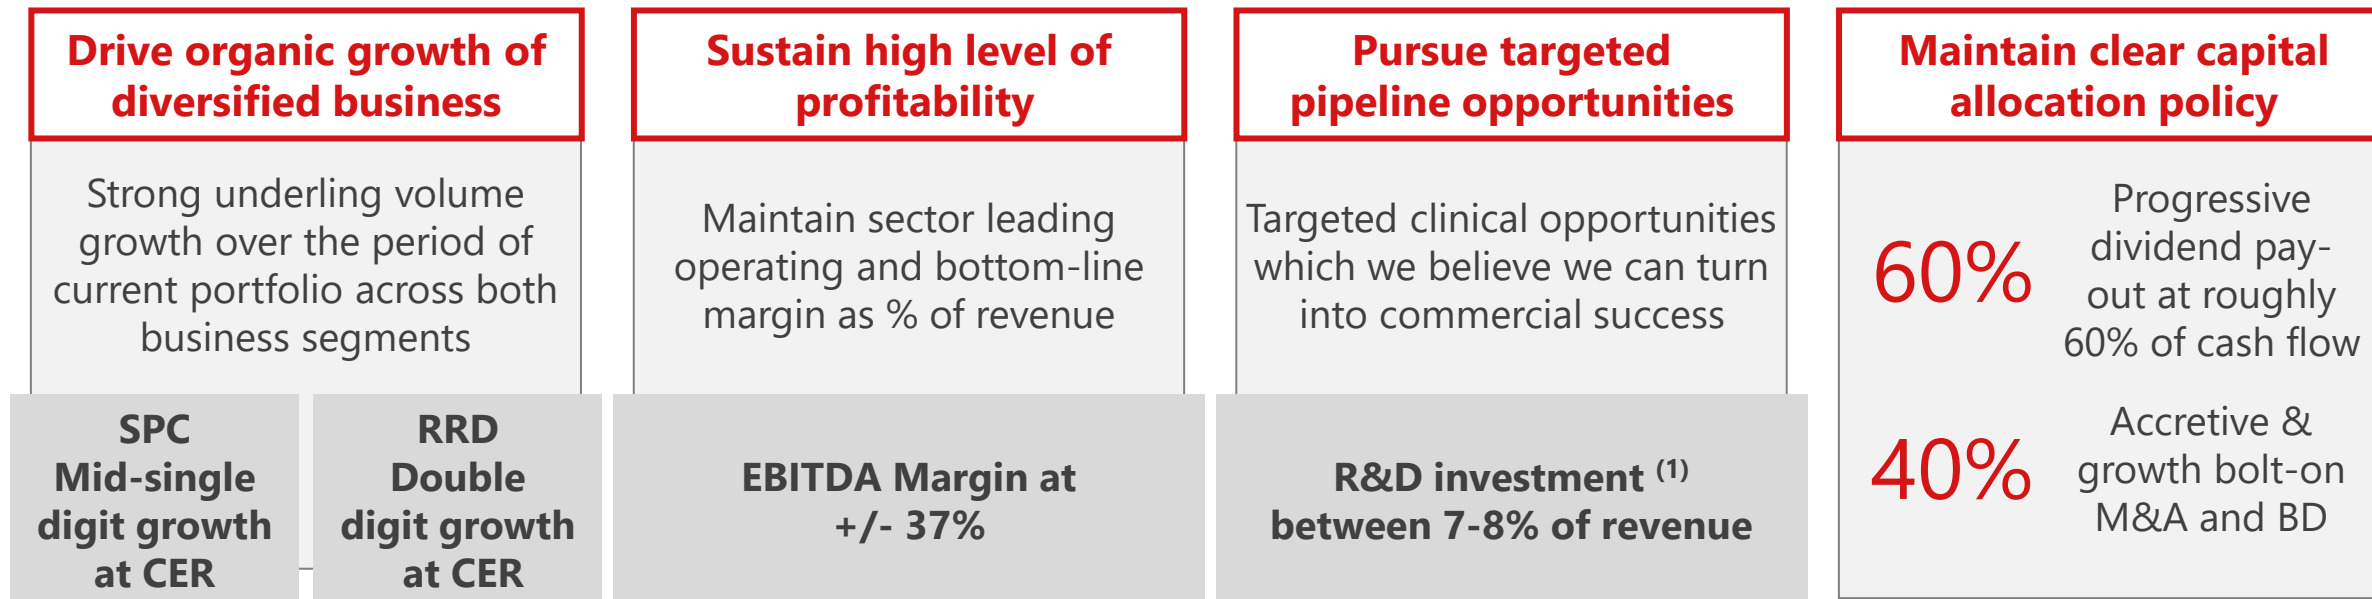 Drive organic growth of
diversified business
Strong underling volume
growth over the period of
current portfolio across both
business segments
SPC
Mid-single
digit growth
at CER
RRD
Double
digit growth
at CER
Sustain high level of
profitability
Maintain sector leading
operating and bottom-line
margin as % of revenue
EBITDA Margin at
+/- 37%
Pursue targeted
pipeline opportunities
Targeted clinical opportunities
which we believe we can turn
into commercial success
R&D investment (1)
between 7-8% of revenue
Maintain clear capital
allocation policy
60%
Progressive
dividend pay-
out at roughly
60% of cash flow
40%
Accretive &
growth bolt-on
M&A and BD